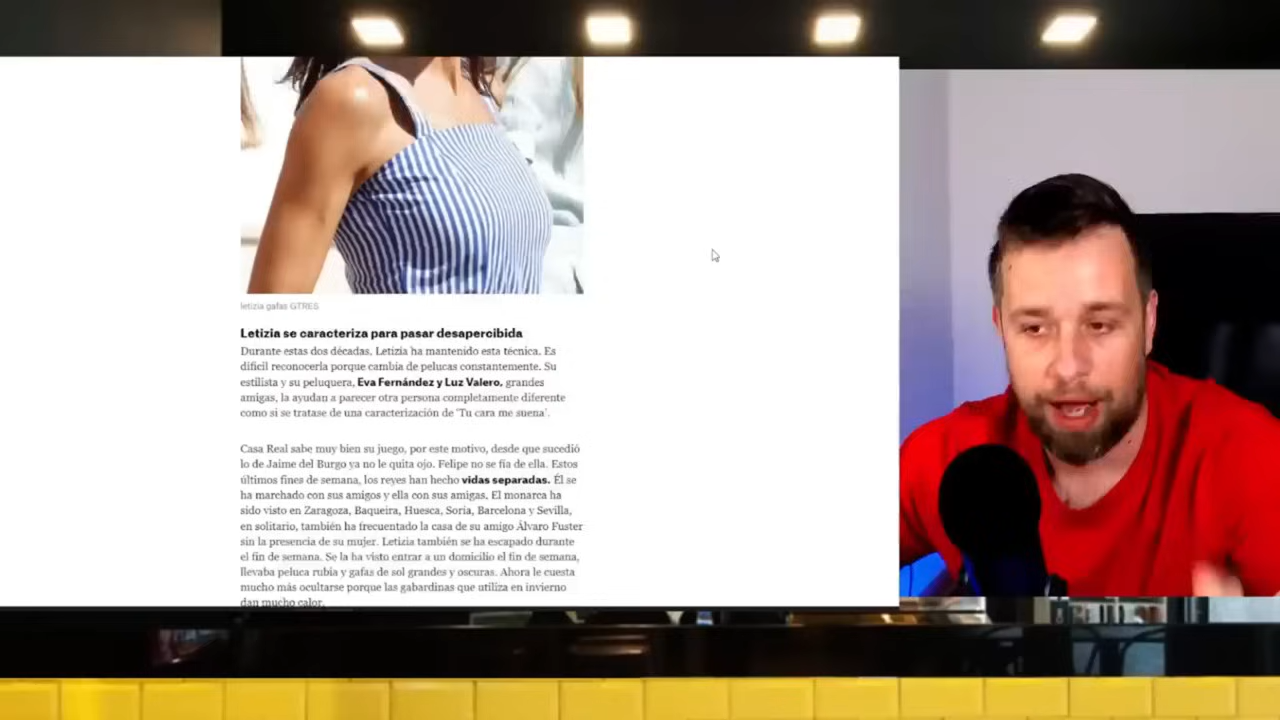 letizia gafas GTRES
Letizia se caracteriza para pasar desapercibida
Durante estas dos décadas, Letizia ha mantenido esta técnica. Es
difícil reconocerla porque cambia de pelucas constantemente. Su
estilista y su peluquera, Eva Fernández y Luz Valero, grandes
amigas, la ayudan a parecer otra persona completamente diferente
como si se tratase de una caracterización de 'Tu cara me suena'.
Casa Real sabe muy bien su juego, por este motivo, desde que sucedió
lo de Jaime del Burgo ya no le quita ojo. Felipe no se fía de ella. Estos
últimos fines de semana, los reyes han hecho vidas separadas. Él se
ha marchado con sus amigos y ella con sus amigas. El monarca ha
sido visto en Zaragoza, Baqueira, Huesca, Soria, Barcelona y Sevilla,
en solitario, también ha frecuentado la casa de su amigo Álvaro Fuster
sin la presencia de su mujer. Letizia también se ha escapado durante
el fin de semana. Se la ha visto entrar a un domicilio el fin de semana,
llevaba peluca rubia y gafas de sol grandes y oscuras. Ahora le cuesta
mucho más ocultarse porque las gabardinas que utiliza en invierno
dan mucho calor.